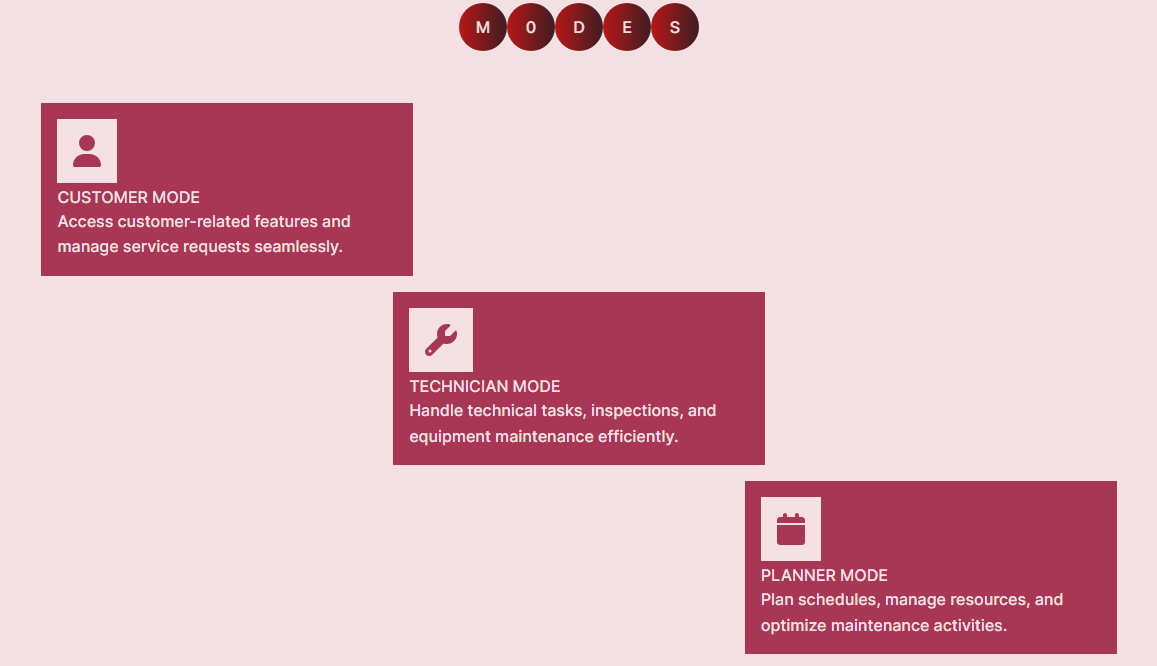 M0DES
CUSTOMER MODE
Access customer-related features and
manage service requests seamlessly.
TECHNICIAN MODE
Handle technical tasks, inspections, and
equipment maintenance efficiently.
PLANNER MODE
Plan schedules, manage resources, and
optimize maintenance activities.